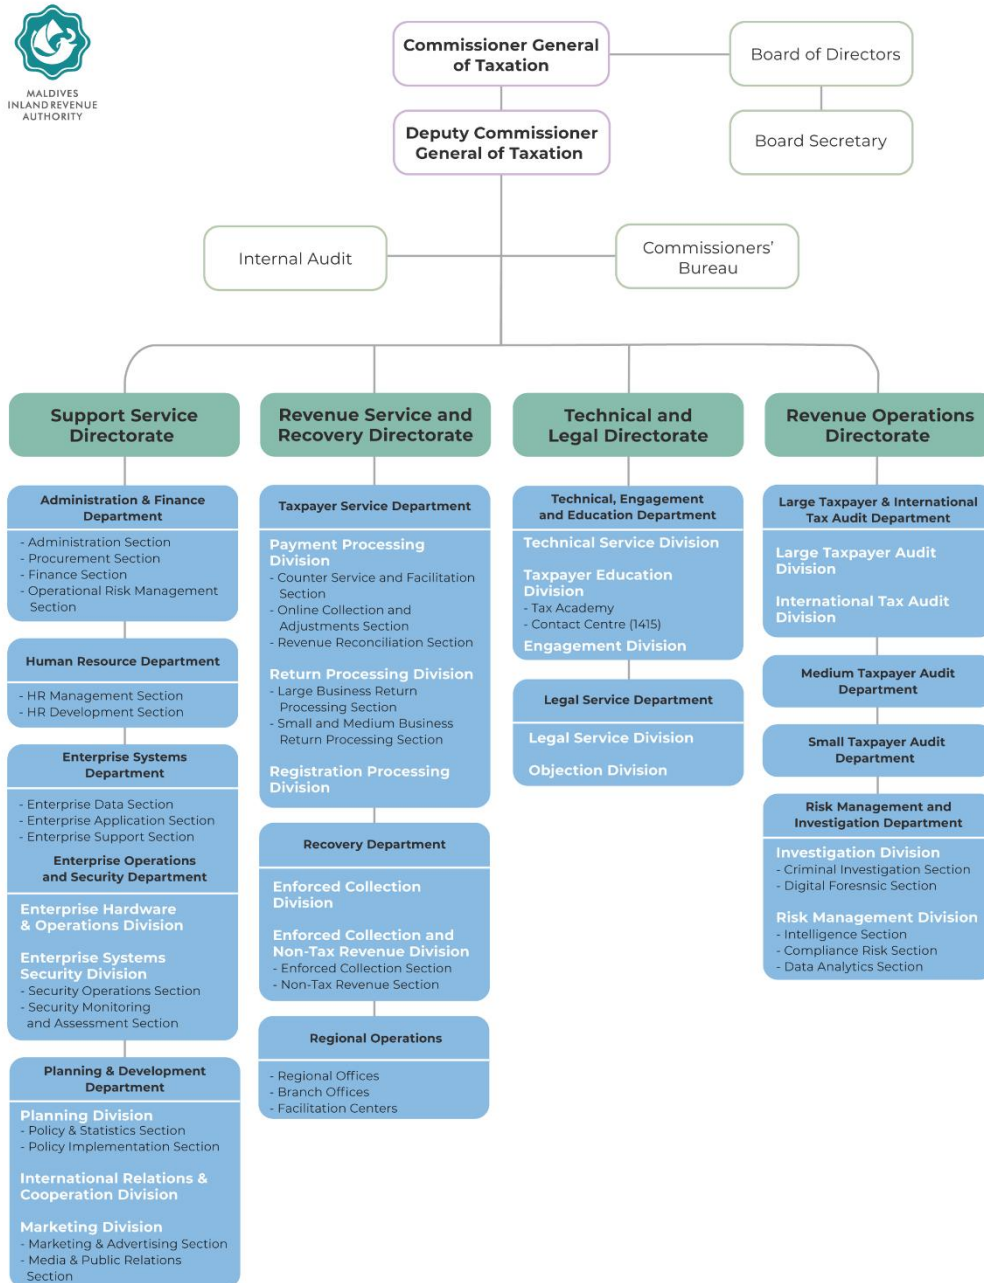 MALDIVES
INLAND REVENUE
AUTHORITY
Commissioner General
of Taxation
Board of Directors
Deputy Commissioner
General of Taxation
Board Secretary
Internal Audit
Commissioners'
Bureau
Support Service
Directorate
Administration & Finance
Department
- Administration Section
- Procurement Section
- Finance Section
- Operational Risk Management
Section
Human Resource Department
- HR Management Section
- HR Development Section
Enterprise Systems
Department
- Enterprise Data Section
- Enterprise Application Section
- Enterprise Support Section
Enterprise Operations
and Security Department
Enterprise Hardware
& Operations Division
Enterprise Systems
Security Division
- Security Operations Section
- Security Monitoring
and Assessment Section
Planning & Development
Department
Planning Division
- Policy & Statistics Section
- Policy Implementation Section
International Relations &
Cooperation Division
Marketing Division
- Marketing & Advertising Section
- Media & Public Relations
Section
Revenue Service and
Recovery Directorate
Taxpayer Service Department
Payment Processing
Division
- Counter Service and Facilitation
Section
- Online Collection and
Adjustments Section
- Revenue Reconciliation Section
Return Processing Division
- Large Business Return
Processing Section
- Small and Medium Business
Return Processing Section
Registration Processing
Division
Recovery Department
Enforced Collection
Division
Enforced Collection and
Non-Tax Revenue Division
- Enforced Collection Section
- Non-Tax Revenue Section
Regional Operations
- Regional Offices
- Branch Offices
- Facilitation Centers
Technical and
Legal Directorate
Technical, Engagement
and Education Department
Technical Service Division
Taxpayer Education
Division
- Tax Academy
- Contact Centre (1415)
Engagement Division
Legal Service Department
Legal Service Division
Objection Division
Revenue Operations
Directorate
Large Taxpayer & International
Tax Audit Department
Large Taxpayer Audit
Division
International Tax Audit
Division
Medium Taxpayer Audit
Department
Small Taxpayer Audit
Department
Risk Management and
Investigation Department
Investigation Division
- Criminal Investigation Section
- Digital Foresnsic Section
Risk Management Division
- Intelligence Section
- Compliance Risk Section
- Data Analytics Section